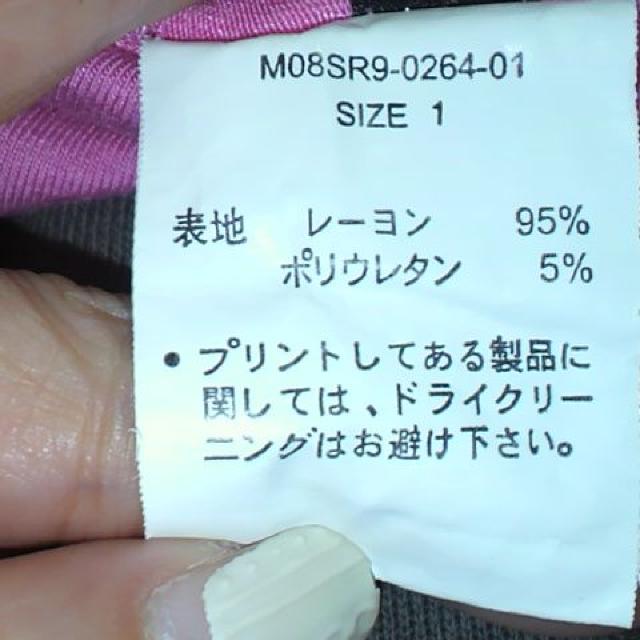 M08SR9-0264-01
SIZE 1
表地 レーヨン 95%
ポリウレタン 5%
• プリントしてある製品に
関しては、ドライクリー
ニングはお避け下さい。